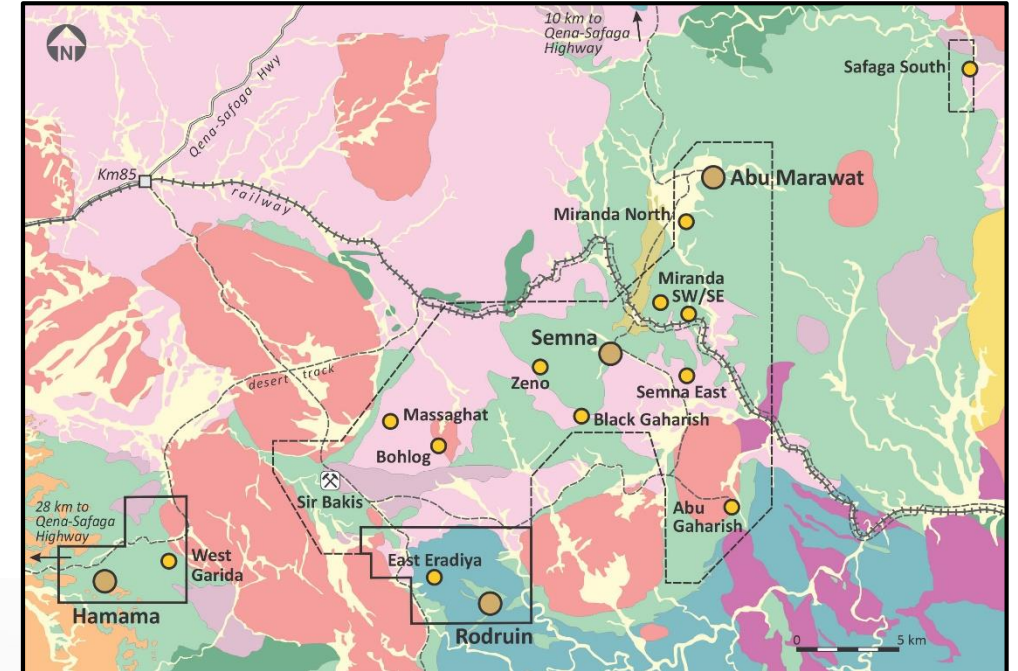 N
10 km to
Qena-Safaga
Highway
Safaga South
Qena-Safoga Hwy
Km85
railway
Abu Marawat
Miranda North
Miranda
SW/SE
Semna
Zeno
Semna East
desert track
Massaghat
Black Gaharish
Bohlog
Sir Bakis
28 km to
Qena-Safaga
Highway
Abu
Gaharish
West
Garida
East Eradiya
Hamama
Rodruin
0 5 km